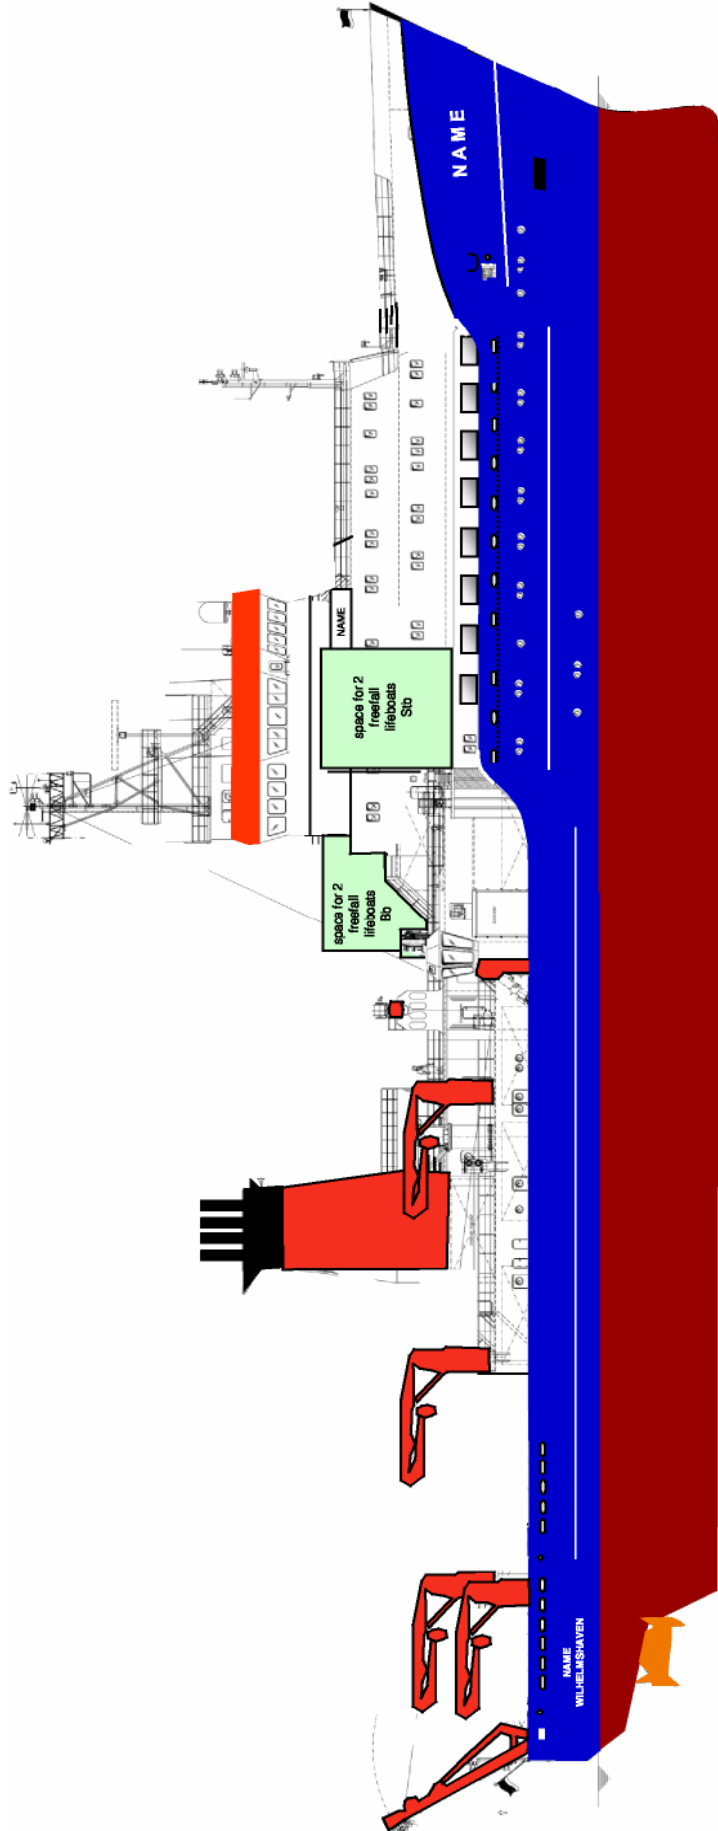 NAME
NAME
space for 2
freefall
lifeboats
Stb
space for 2
freefall
lifeboats
Bb
NAME
WILHELMSHAVEN